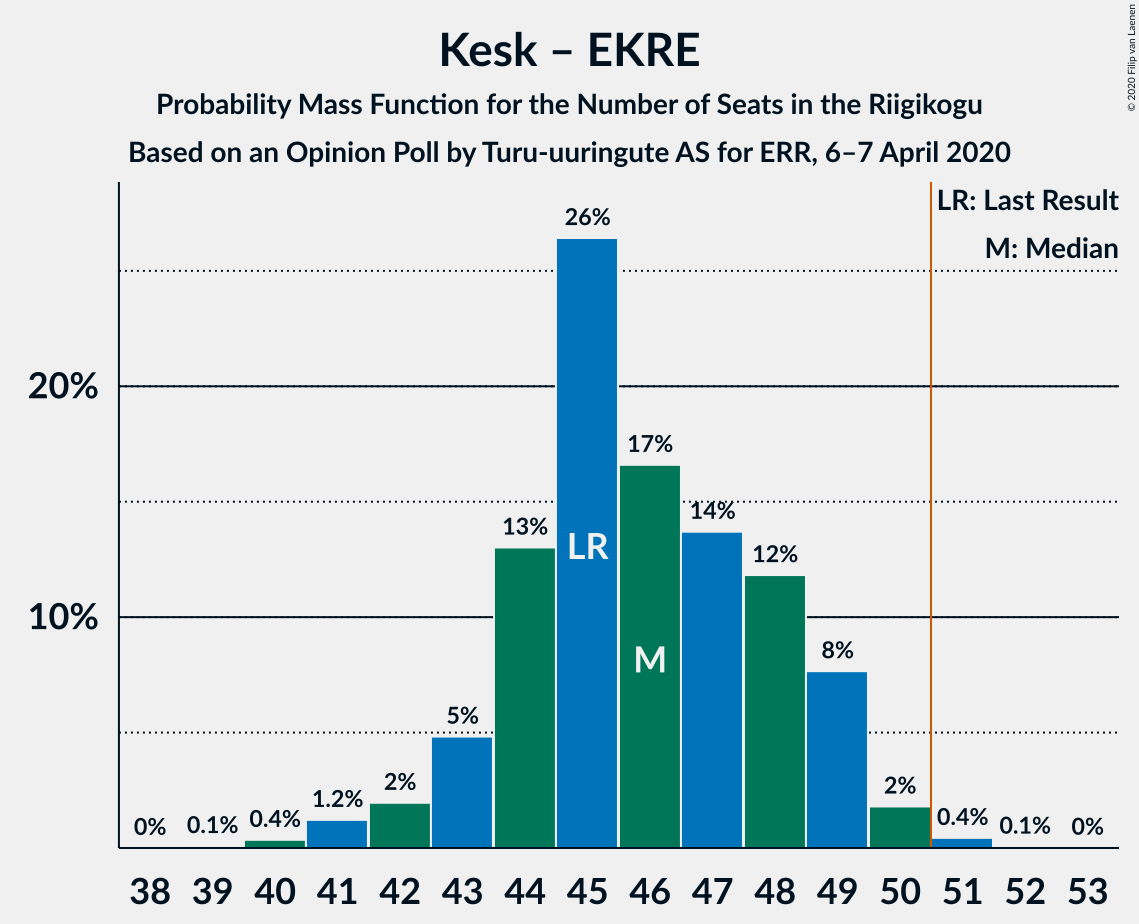 Kesk – EKRE
Probability Mass Function for the Number of Seats in the Riigikogu
Based on an Opinion Poll by Turu-uuringute AS for ERR, 6–7 April 2020
© 2020 Filip van Laenen
LR: Last Result
M: Median
26%
20%
17%
14%
13%
LR
12%
10%
8%
M
5%
2%
2%
1.2%
0.4%
0.4%
0%
0.1%
0.1%
0%
38 39 40 41 42 43 44 45 46 47 48 49 50 51 52 53